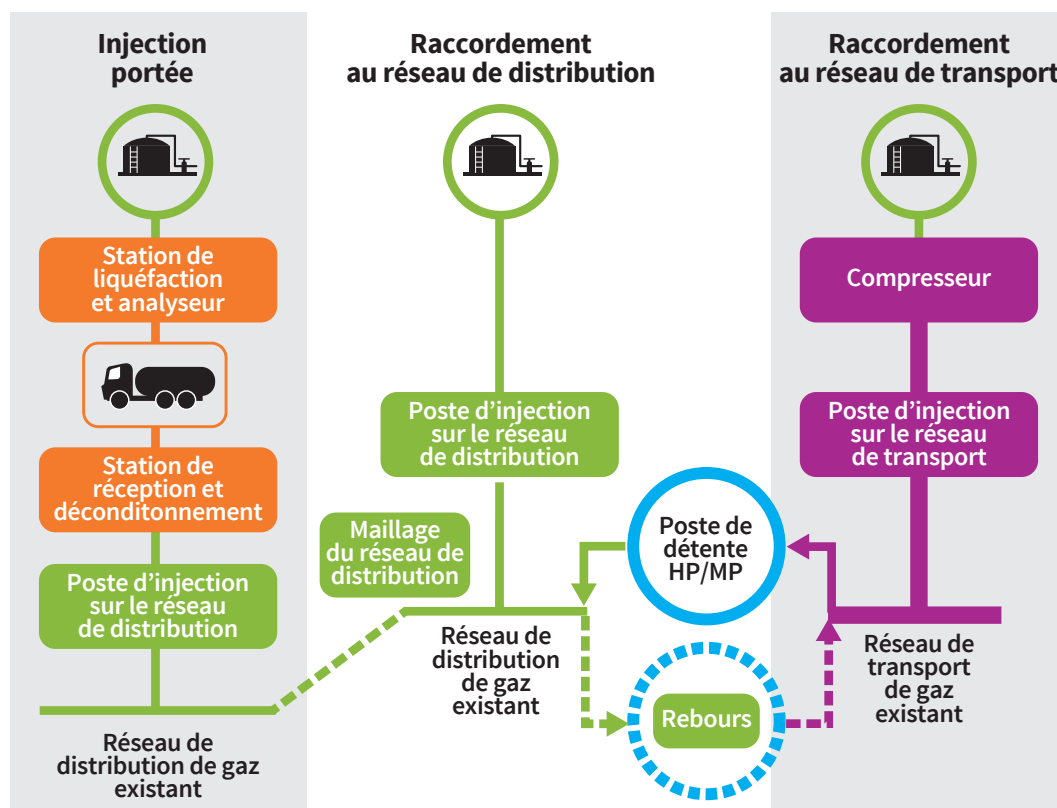 Injection
portée
Station de
liquéfaction
et analyseur
Station de
réception et
déconditonnement
Poste d'injection
sur le réseau
de distribution
Réseau de
distribution de gaz
existant
Raccordement
au réseau de distribution
Poste d'injection
sur le réseau
de distribution
Maillage
du réseau de
distribution
Réseau de
distribution
de gaz
existant
Poste de
détente
HP/MP
Rebours
Raccordement
au réseau de transport
Compresseur
Poste d'injection
sur le réseau
de transport
Réseau de
transport
de gaz
existant